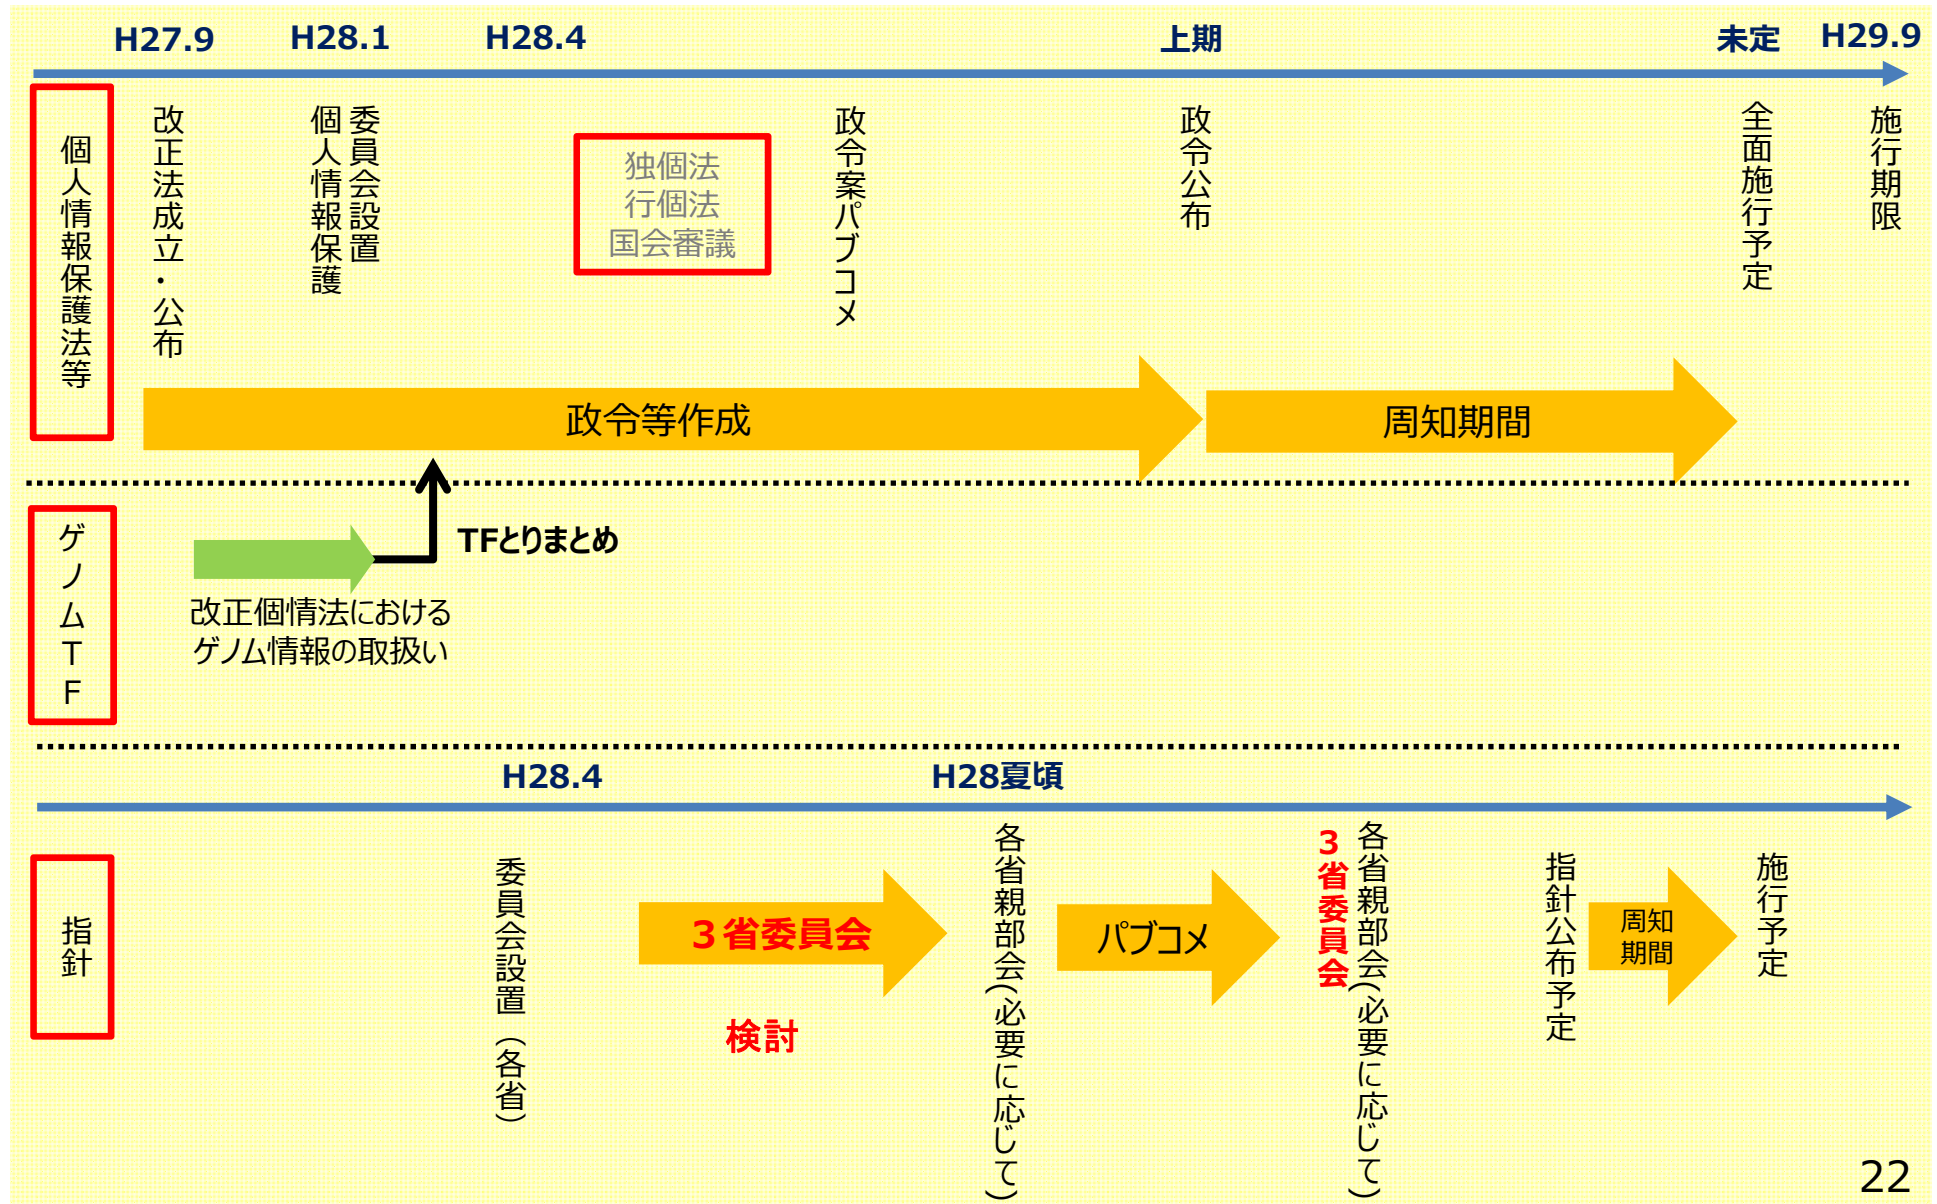 H27.9
H28.1
H28.4
上期
未定
H29.9
個人情報保護法等
改正法成立・公布
個人情報保護
委員会設置
独個法
行個法
国会審議
政令案パブコメ
政令公布
全面施行予定
施行期限
政令等作成
周知期間
ゲノムTF
TFとりまとめ
改正個情法における
ゲノム情報の取扱い
H28.4
H28夏頃
指針
委員会設置（各省）
３省委員会
検討
各省親部会(必要に応じて)
パブコメ
３省委員会
各省親部会(必要に応じて)
指針公布予定
周知
期間
施行予定
22